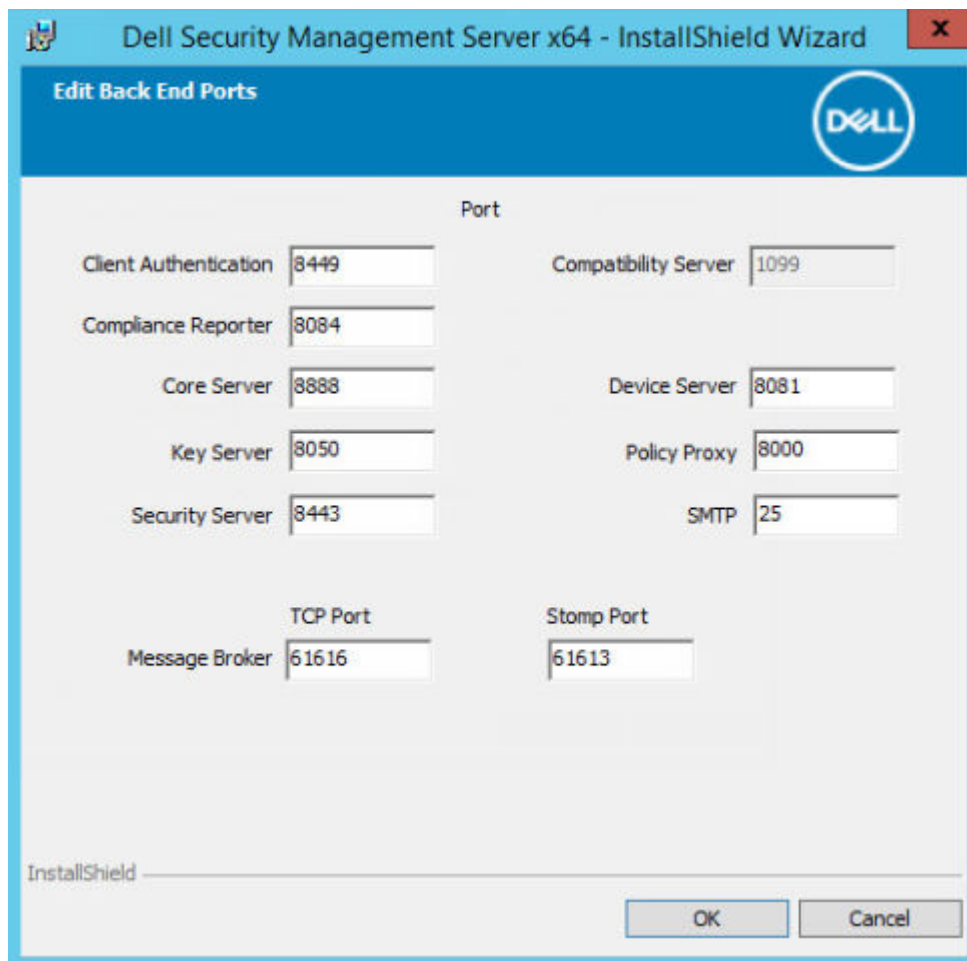 Dell Security Management Server x64 - InstallShield Wizard
x
Edit Back End Ports
DELL
Port
Client Authentication 8449 Compatibility Server 1099
Compliance Reporter 8084
Core Server 8888 Device Server 8081
Key Server 8050 Policy Proxy 8000
Security Server 8443 SMTP 25
TCP Port Stomp Port
Message Broker 61616 61613
InstallShield
OK Cancel